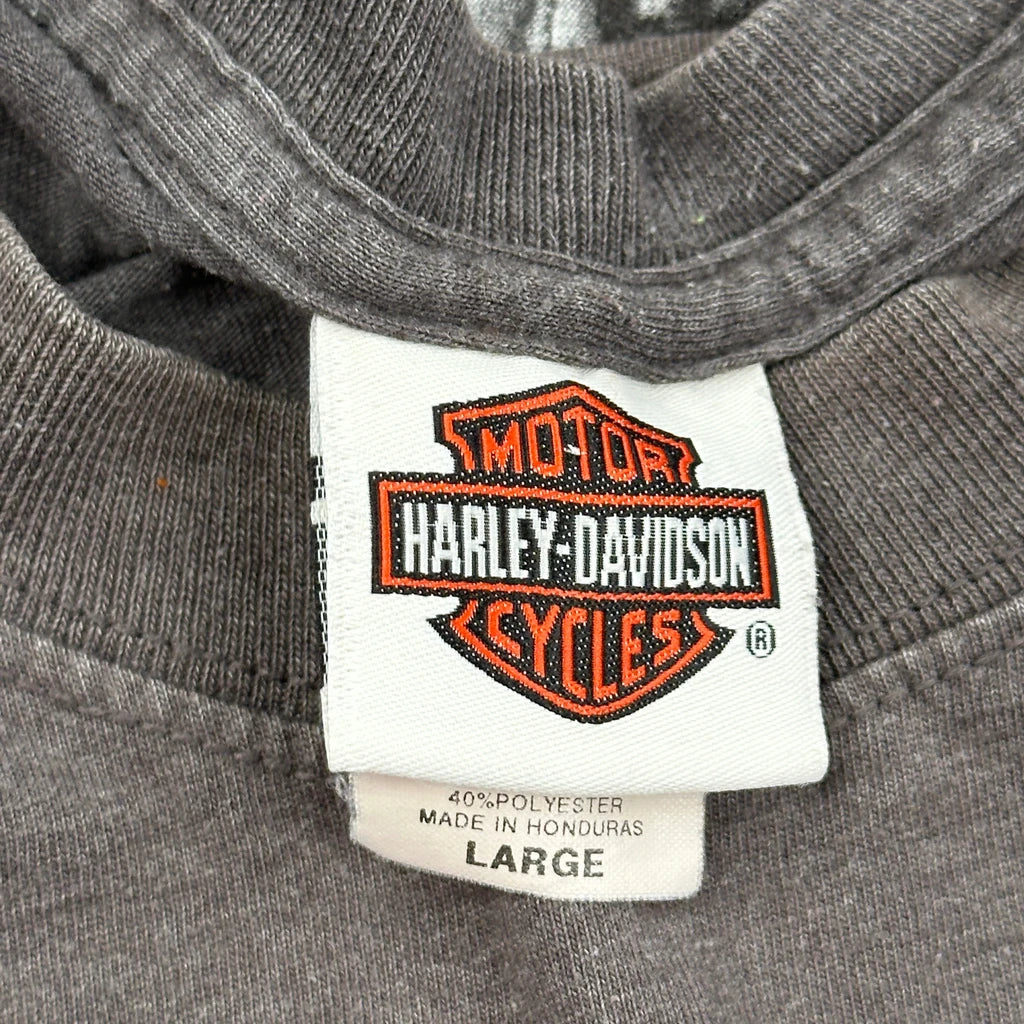 MOTOR
HARLEY-DAVIDSON
CYCLES
®
40%POLYESTER
MADE IN HONDURAS
LARGE